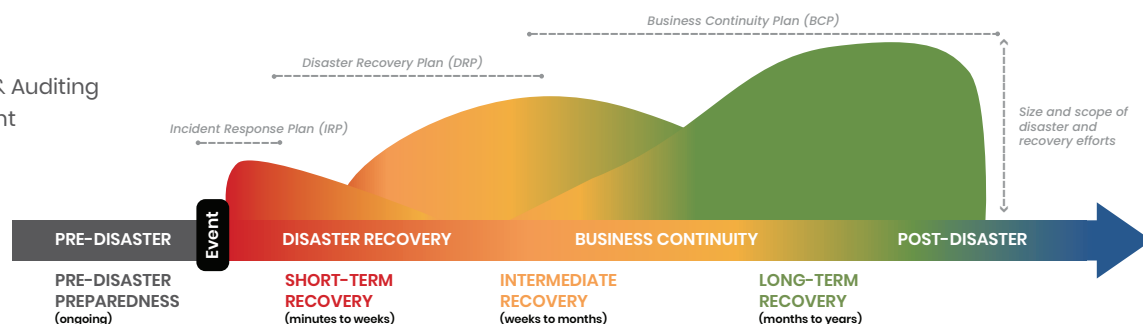 Business Continuity Plan (BCP)
Disaster Recovery Plan (DRP)
& Auditing
Incident Response Plan (IRP)
Size and scope of
disaster and
recovery efforts
Event
PRE-DISASTER
DISASTER RECOVERY
BUSINESS CONTINUITY
POST-DISASTER
PRE-DISASTER
PREPAREDNESS
(ongoing)
SHORT-TERM
RECOVERY
(minutes to weeks)
INTERMEDIATE
RECOVERY
(weeks to months)
LONG-TERM
RECOVERY
(months to years)